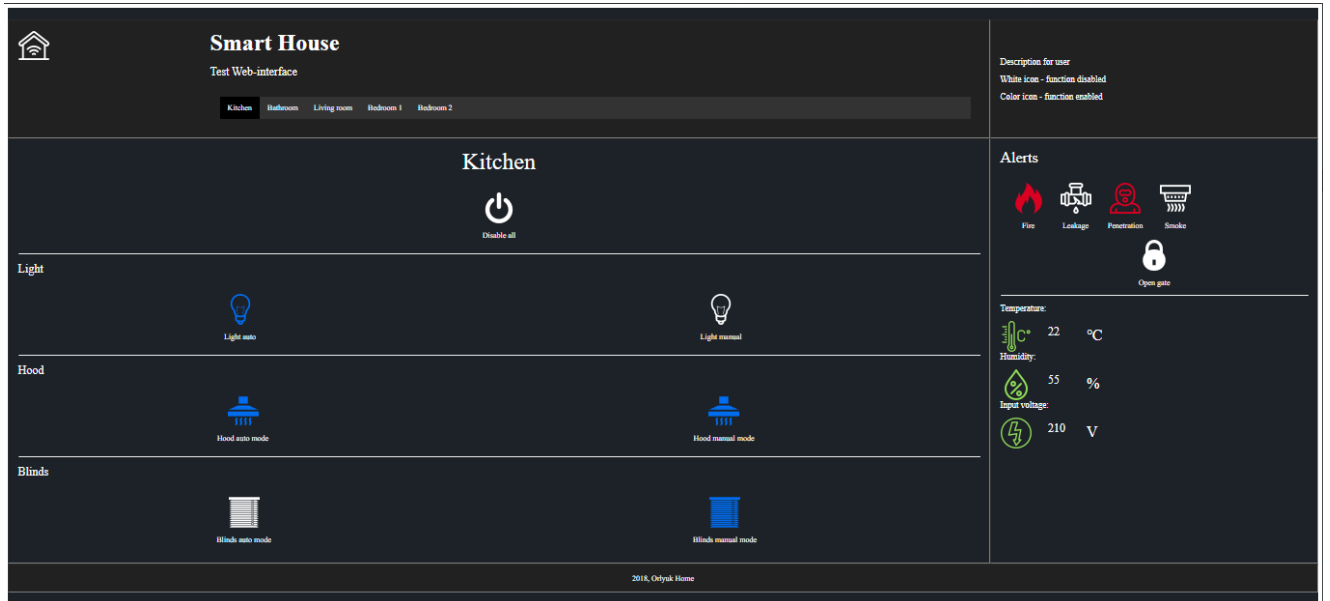 Smart House
Test Web-interface
Kitchen Bathroom Living room Bedroom 1 Bedroom 2
Description for user
White icon - function disabled
Color icon - function enabled
Kitchen
Disable all
Light
Light auto Light manual
Hood
Hood auto mode Hood manual mode
Blinds
Blinds auto mode Blinds manual mode
Alerts
Fire Leakage Penetration Smoke
Open gate
Temperature:
C° 22 °C
Humidity:
% 55 %
Input voltage:
210 V
2018, Orlyuk Home